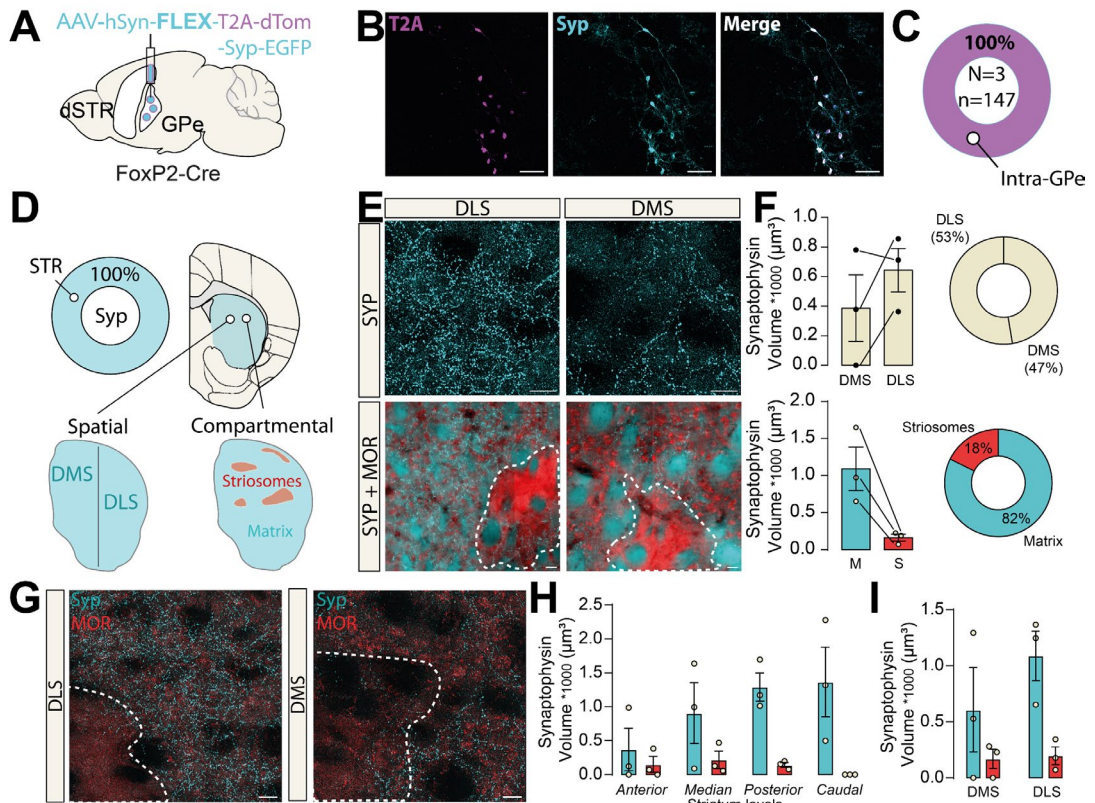 A
AAV-hSyn-FLEX-T2A-dTom
-Syp-EGFP
dSTR
GPe
FoxP2-Cre
B
T2A
Syp
Merge
C
100%
N=3
n=147
Intra-GPe
D
STR
100%
Syp
Spatial
Compartmental
DMS
DLS
Striosomes
Matrix
E
DLS
DMS
SYP
SYP + MOR
F
Synaptophysin
Volume *1000 (µm³)
1.0
0.8
0.6
0.4
0.2
0.0
DMS
DLS
DLS
(53%)
DMS
(47%)
Synaptophysin
Volume *1000 (µm³)
2.0
1.5
1.0
0.5
0.0
M
S
Striosomes
18%
82%
Matrix
G
DLS
Syp
MOR
DMS
Syp
MOR
H
Synaptophysin
Volume *1000 (µm³)
2.5
2.0
1.5
1.0
0.5
0.0
Anterior
Median
Posterior
Caudal
Striatum levels
I
Synaptophysin
Volume *1000 (µm³)
1.5
1.0
0.5
0.0
DMS
DLS